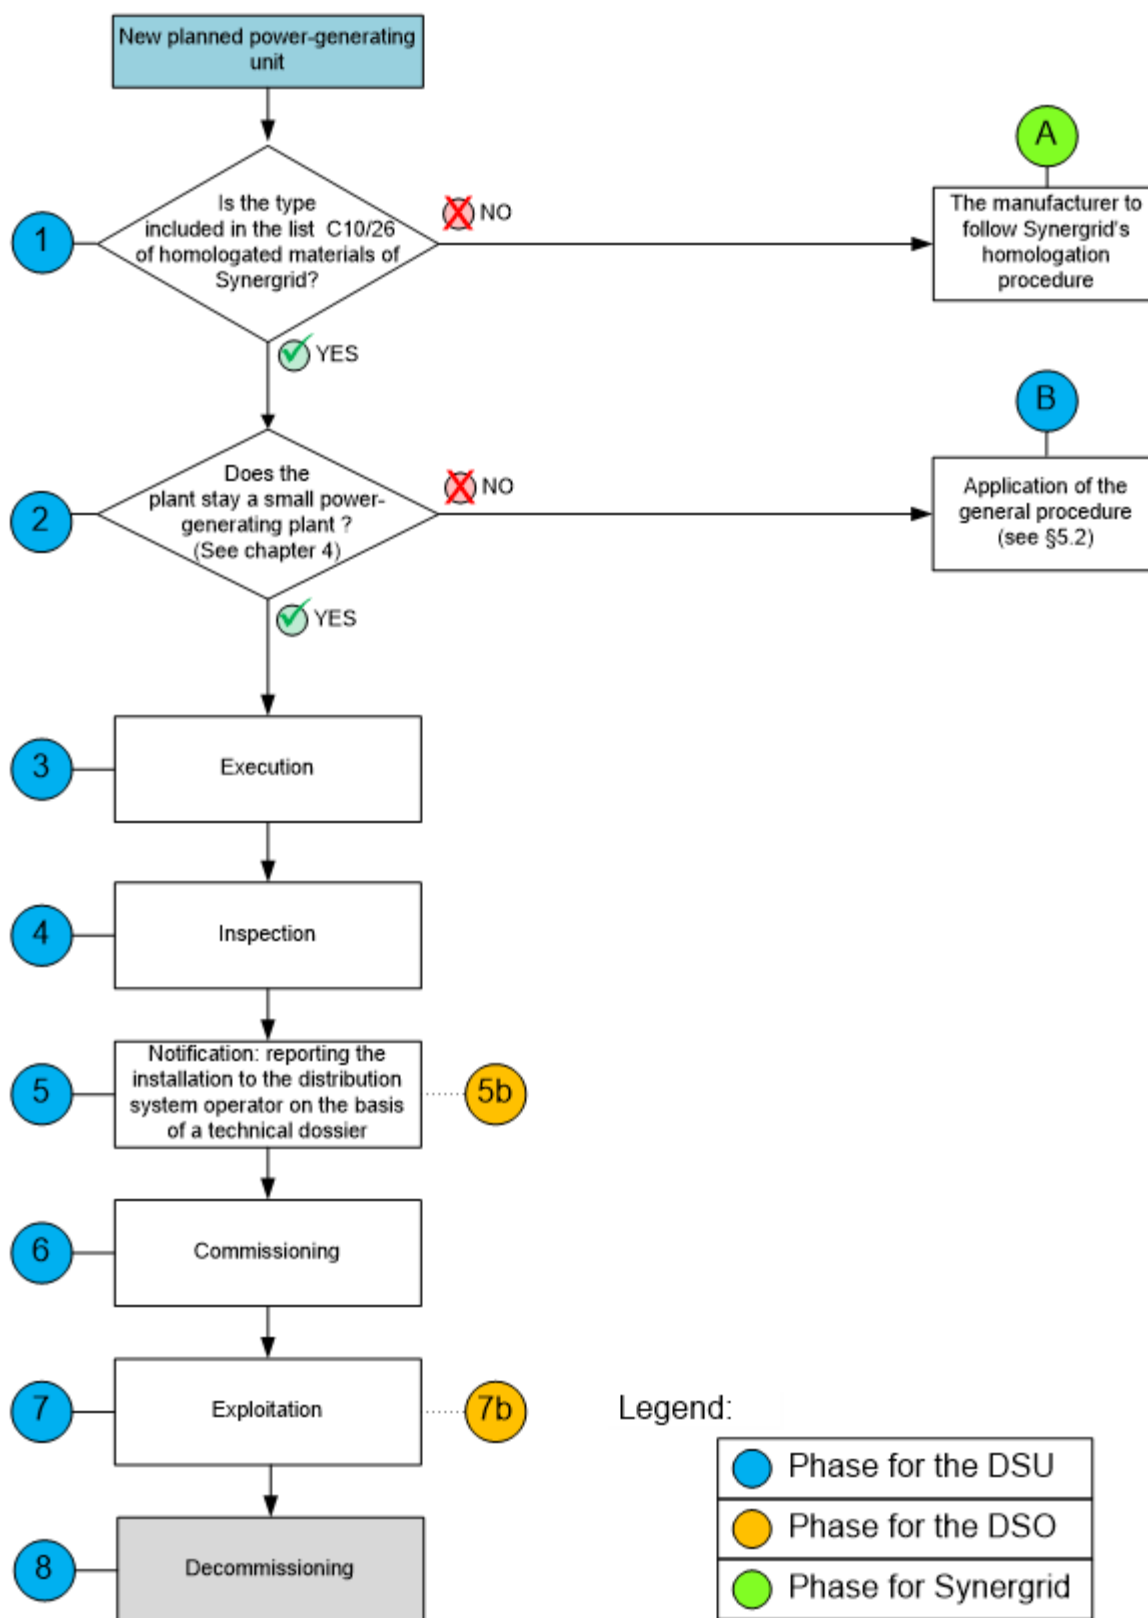 New planned power-generating
unit
A
Is the type
included in the list C10/26
of homologated materials of
Synergrid?
1
NO
The manufacturer to
follow Synergrid's
homologation
procedure
YES
B
Does the
plant stay a small power-
generating plant ?
(See chapter 4)
2
NO
Application of the
general procedure
(see §5.2)
YES
3
Execution
4
Inspection
5
Notification: reporting the
installation to the distribution
system operator on the basis
of a technical dossier
5b
6
Commissioning
7
Exploitation
7b
Legend:
Phase for the DSU
Phase for the DSO
Phase for Synergrid
8
Decommissioning